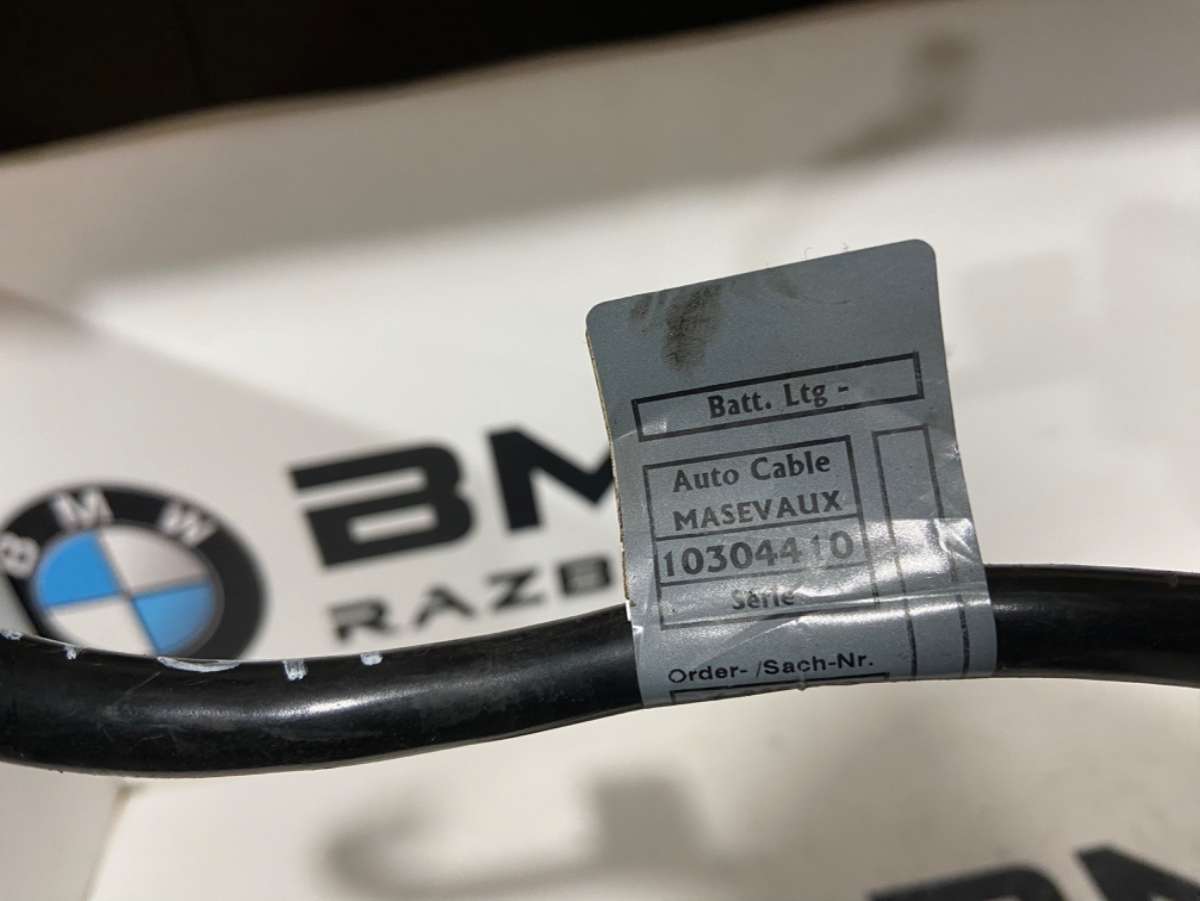 Batt. Ltg -
Auto Cable
MASEVAUX
10304410
Serie
Order- /Sach-Nr.
BMW
BM
RAZB